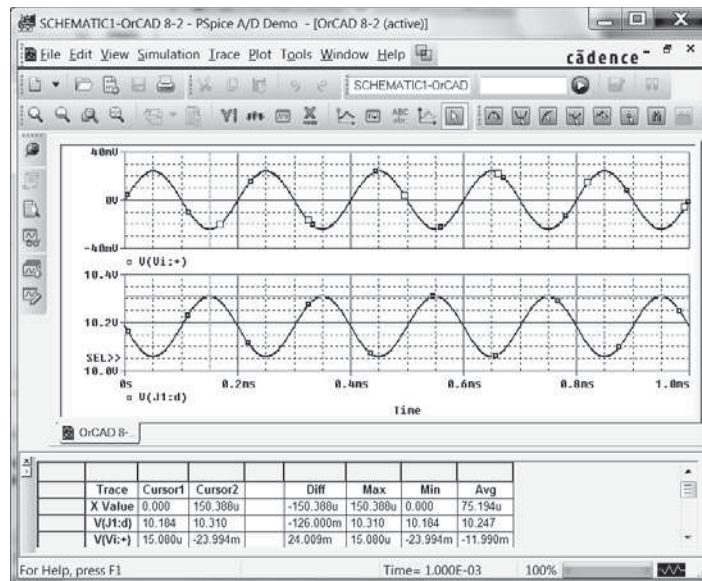 SCHEMATIC1-OrCAD 8-2 - PSpice A/D Demo - [OrCAD 8-2 (active)]
File Edit View Simulation Trace Plot Tools Window Help
cādence
SCHEMATIC1-OrCAD
ABC
40mV
0V
-40mV
V(Vi:+)
10.4V
10.2V
SEL>>
10.0V
0s 0.2ms 0.4ms 0.6ms 0.8ms 1.0ms
V(J1:d)
Time
OrCAD 8-..
Trace Cursor1 Cursor2 Diff Max Min Avg
X Value 0.000 150.388u -150.388u 150.388u 0.000 75.194u
V(J1:d) 10.184 10.310 -126.000m 10.310 10.184 10.247
V(Vi:+) 15.080u -23.994m 24.009m 15.080u -23.994m -11.990m
For Help, press F1 Time= 1.000E-03 100%